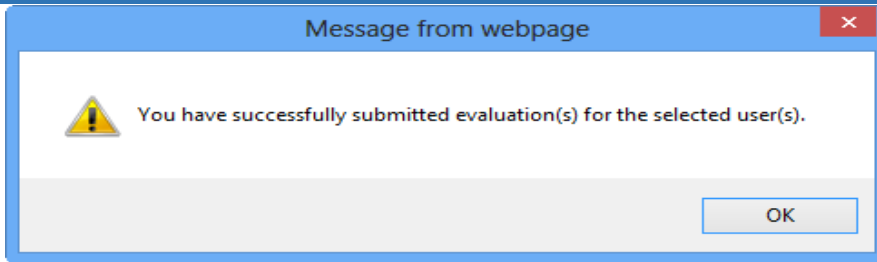 Message from webpage
You have successfully submitted evaluation(s) for the selected user(s).
OK